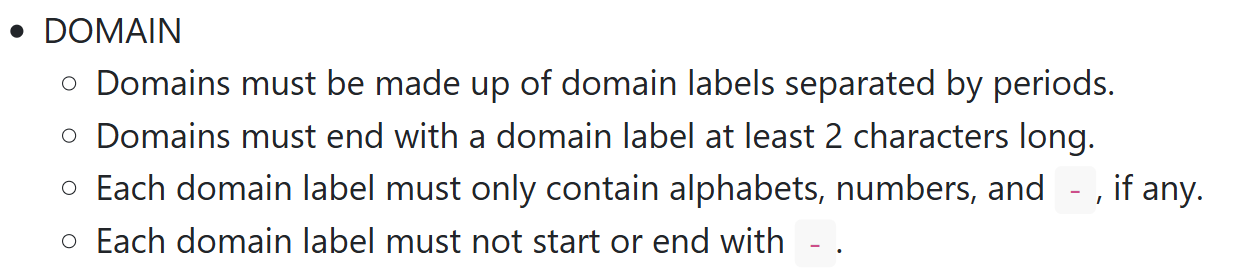 DOMAIN
Domains must be made up of domain labels separated by periods.
Domains must end with a domain label at least 2 characters long.
Each domain label must only contain alphabets, numbers, and -, if any.
Each domain label must not start or end with -.